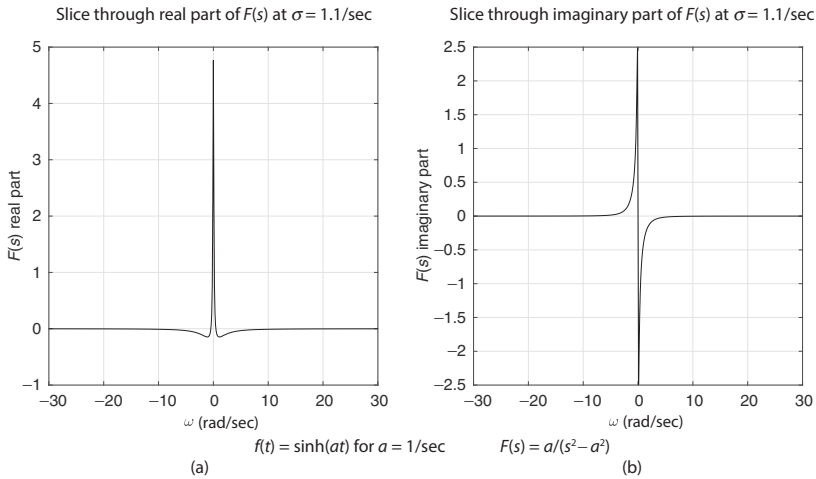 Slice through real part of F(s) at σ = 1.1/sec
5
4
3
2
1
0
−1
F(s) real part
−30 −20 −10 0 10 20 30
ω (rad/sec)
(a)
Slice through imaginary part of F(s) at σ = 1.1/sec
2.5
2
1.5
1
0.5
0
−0.5
−1
−1.5
−2
−2.5
F(s) imaginary part
−30 −20 −10 0 10 20 30
ω (rad/sec)
(b)
f(t) = sinh(at) for a = 1/sec F(s) = a/(s² − a²)